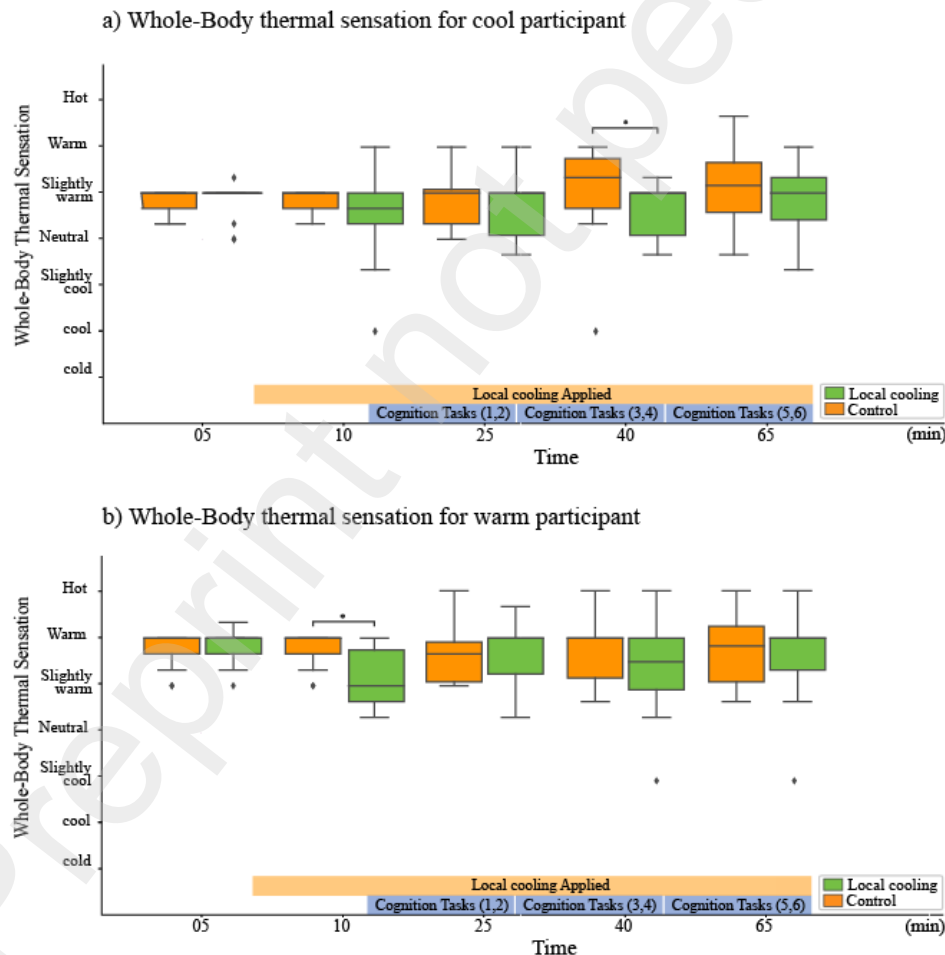 a) Whole-Body thermal sensation for cool participant
Whole-Body Thermal Sensation
Hot
Warm
Slightly
warm
Neutral
Slightly
cool
cool
cold
Local cooling Applied
Cognition Tasks (1,2) Cognition Tasks (3,4) Cognition Tasks (5,6)
Local cooling
Control
05 10 25 40 65 (min)
Time
b) Whole-Body thermal sensation for warm participant
Whole-Body Thermal Sensation
Hot
Warm
Slightly
warm
Neutral
Slightly
cool
cool
cold
Local cooling Applied
Cognition Tasks (1,2) Cognition Tasks (3,4) Cognition Tasks (5,6)
Local cooling
Control
05 10 25 40 65 (min)
Time
Preprint not pee